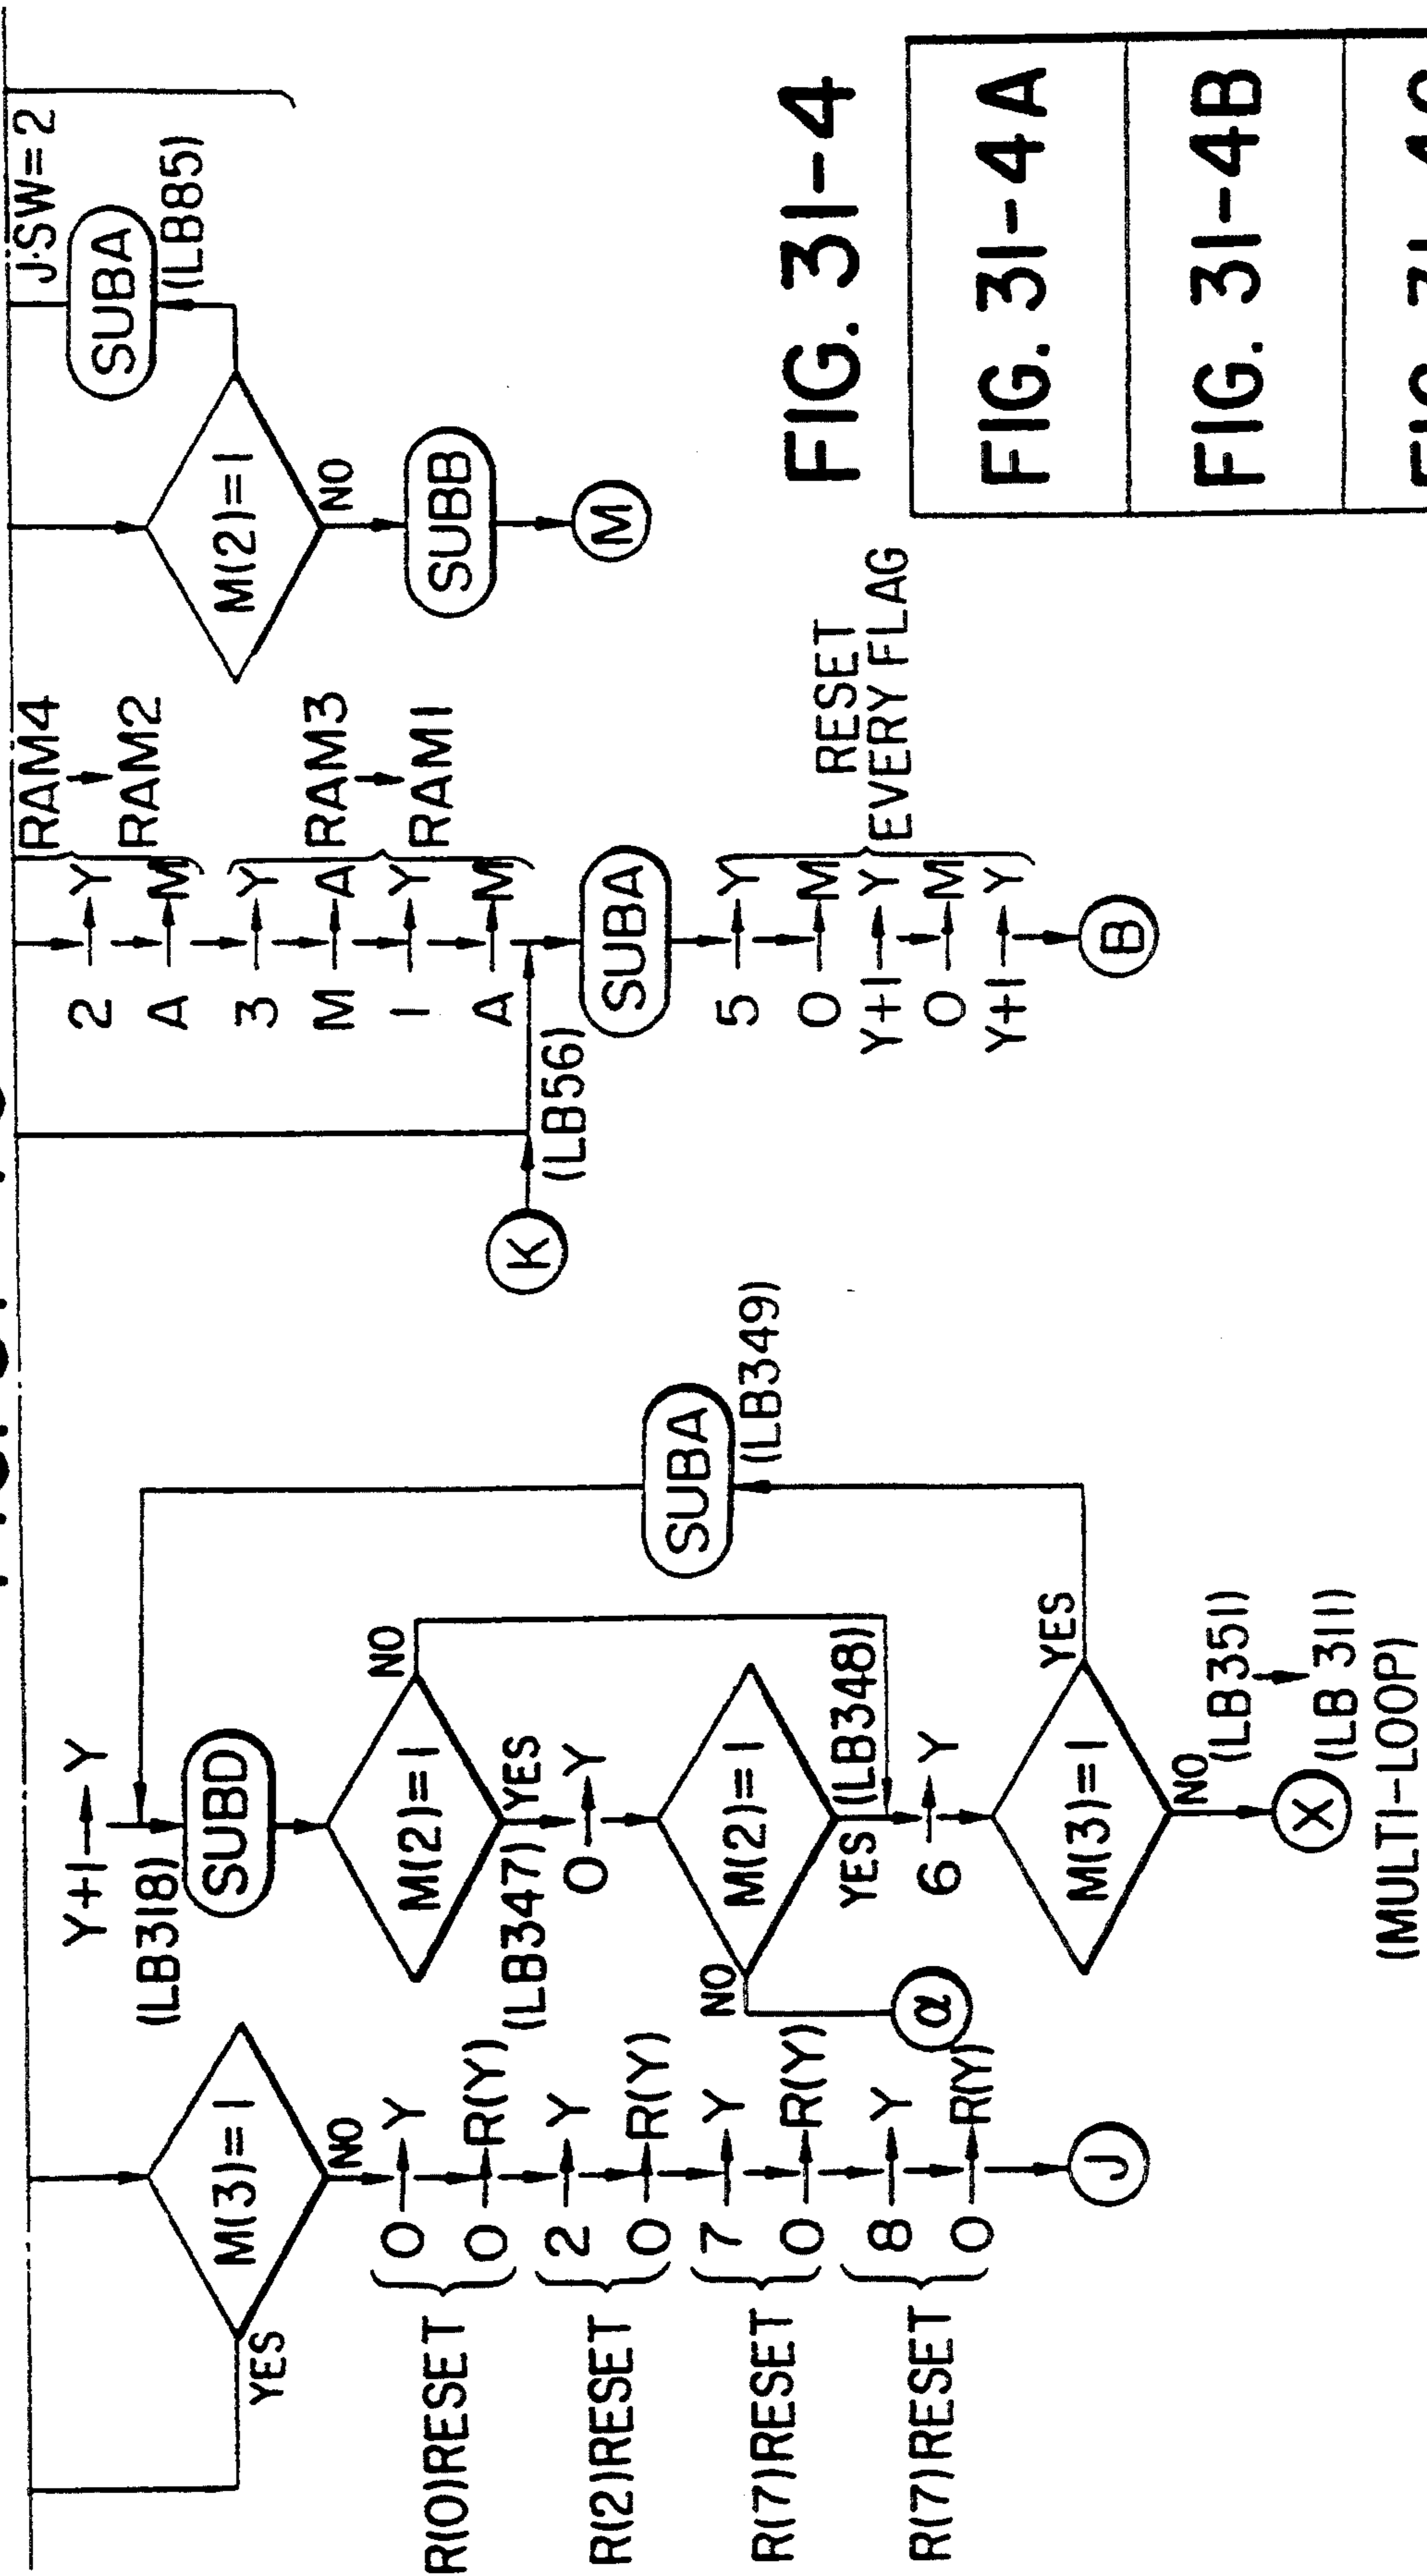 M(3)=1
YES
NO
R(0)RESET
0 → Y
0 → R(Y)
R(2)RESET
2 → Y
0 → R(Y)
R(7)RESET
7 → Y
0 → R(Y)
R(7)RESET
8 → Y
0 → R(Y)
J
Y+1 → Y
(LB318)
SUBD
M(2)=1
NO
YES
(LB347)
0 → Y
M(2)=1
NO
α
YES
(LB348)
6 → Y
M(3)=1
YES
SUBA
(LB349)
NO
X
(LB351)
(LB 311)
(MULTI-LOOP)
K
(LB56)
2 → Y
A → M
RAM4
RAM2
3 → Y
M → A
1 → Y
A → M
RAM3
RAM1
SUBA
5 → Y
0 → M
Y+1 → Y
0 → M
Y+1 → Y
RESET
EVERY FLAG
B
J·SW=2
SUBA
(LB85)
M(2)=1
NO
SUBB
M
FIG. 31-4
FIG. 31-4A
FIG. 31-4B